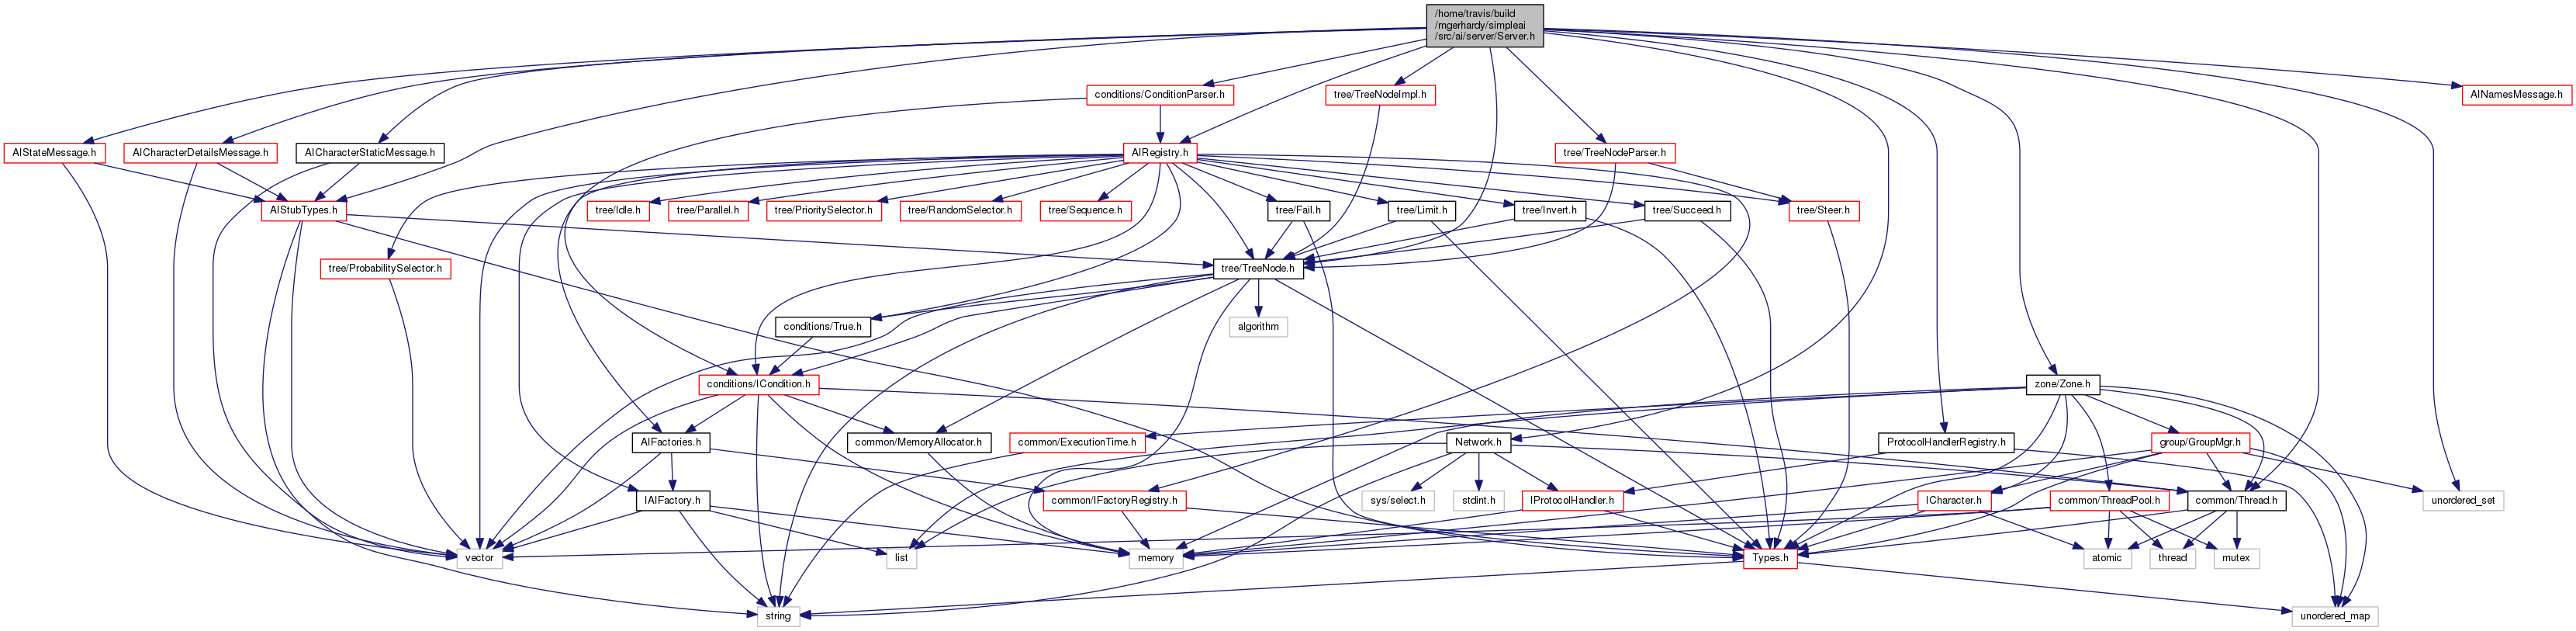 /home/travis/build
/mgerhardy/simpleai
/src/ai/server/Server.h
conditions/ConditionParser.h
tree/TreeNodeImpl.h
AINamesMessage.h
AIStateMessage.h
AICharacterDetailsMessage.h
AICharacterStaticMessage.h
AIRegistry.h
tree/TreeNodeParser.h
AIStubTypes.h
tree/Idle.h
tree/Parallel.h
tree/PrioritySelector.h
tree/RandomSelector.h
tree/Sequence.h
tree/Fail.h
tree/Limit.h
tree/Invert.h
tree/Succeed.h
tree/Steer.h
tree/ProbabilitySelector.h
tree/TreeNode.h
conditions/True.h
algorithm
conditions/ICondition.h
zone/Zone.h
AIFactories.h
common/MemoryAllocator.h
common/ExecutionTime.h
Network.h
ProtocolHandlerRegistry.h
group/GroupMgr.h
IAIFactory.h
common/IFactoryRegistry.h
sys/select.h
stdint.h
IProtocolHandler.h
ICharacter.h
common/ThreadPool.h
common/Thread.h
unordered_set
vector
list
memory
Types.h
atomic
thread
mutex
string
unordered_map